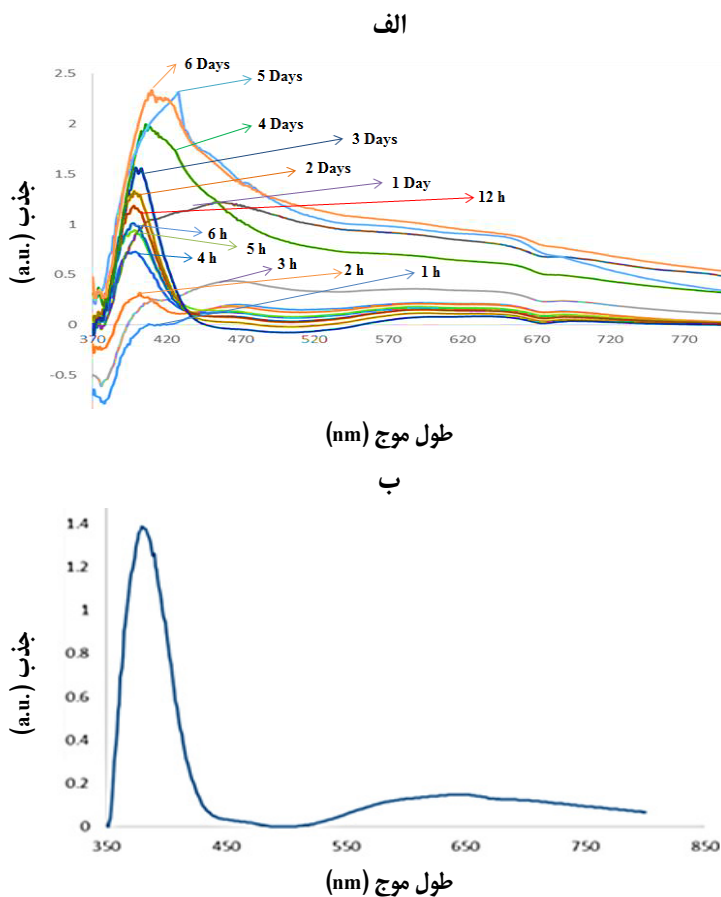 الف
6 Days
5 Days
2.5
4 Days
2
3 Days
2 Days
1.5
1 Day
12 h
1
6 h
5 h
4 h
3 h
2 h
1 h
0.5
0
-0.5
370 420 470 520 570 620 670 720 770
جذب (a.u.)
طول موج (nm)
ب
1.4
1.2
1
0.8
0.6
0.4
0.2
0
350 450 550 650 750 850
جذب (a.u.)
طول موج (nm)